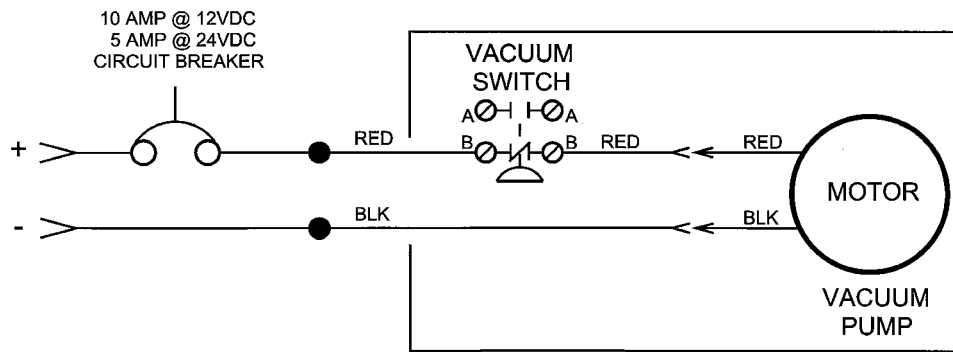 10 AMP @ 12VDC
5 AMP @ 24VDC
CIRCUIT BREAKER
VACUUM
SWITCH
A A
+ RED B B RED RED
MOTOR
- BLK BLK
VACUUM
PUMP